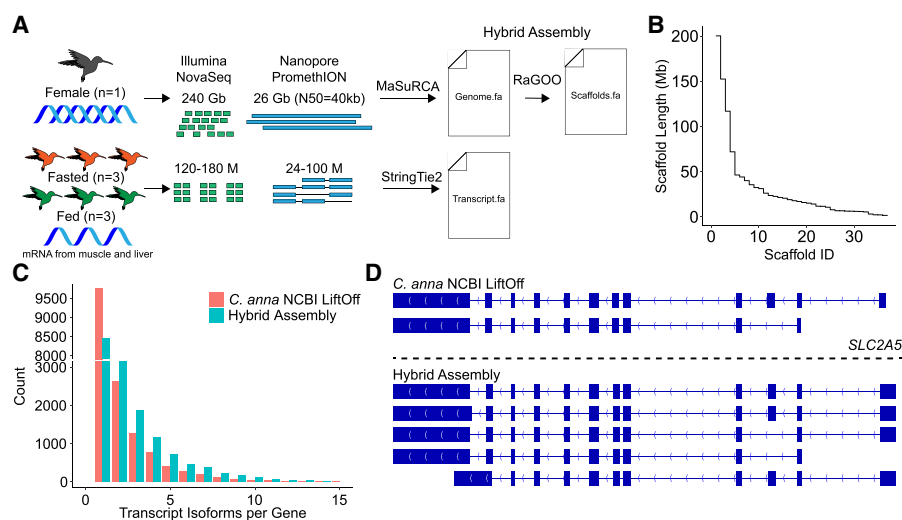 A
Hybrid Assembly
Illumina
NovaSeq
Nanopore
PromethION
Female (n=1)
240 Gb
26 Gb (N50=40kb)
MaSuRCA
Genome.fa
RaGOO
Scaffolds.fa
Fasted (n=3)
120-180 M
24-100 M
StringTie2
Transcript.fa
Fed (n=3)
mRNA from muscle and liver
B
Scaffold Length (Mb)
200
150
100
50
0
0 10 20 30
Scaffold ID
C
C. anna NCBI LiftOff
Hybrid Assembly
Count
9500
9000
8500
8000
3000
2000
1000
0
0 5 10 15
Transcript Isoforms per Gene
D
C. anna NCBI LiftOff
SLC2A5
Hybrid Assembly